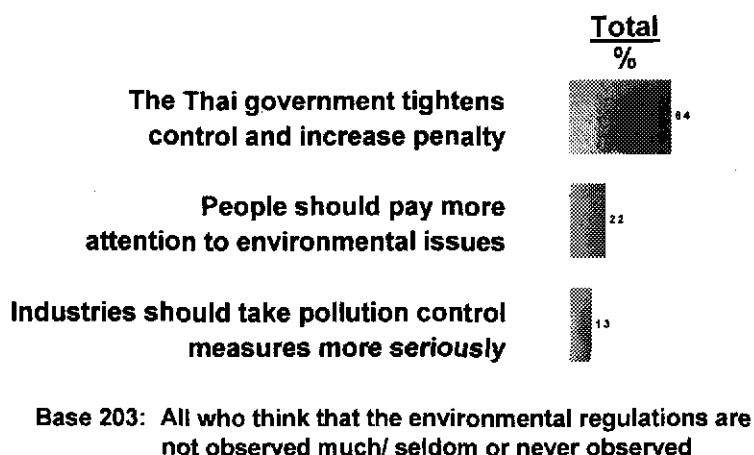 Total
%
The Thai government tightens
control and increase penalty
64
People should pay more
attention to environmental issues
22
Industries should take pollution control
measures more seriously
13
Base 203: All who think that the environmental regulations are
not observed much/ seldom or never observed